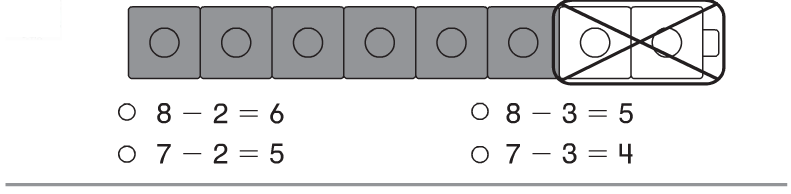 8 − 2 = 6    8 − 3 = 5
7 − 2 = 5    7 − 3 = 4